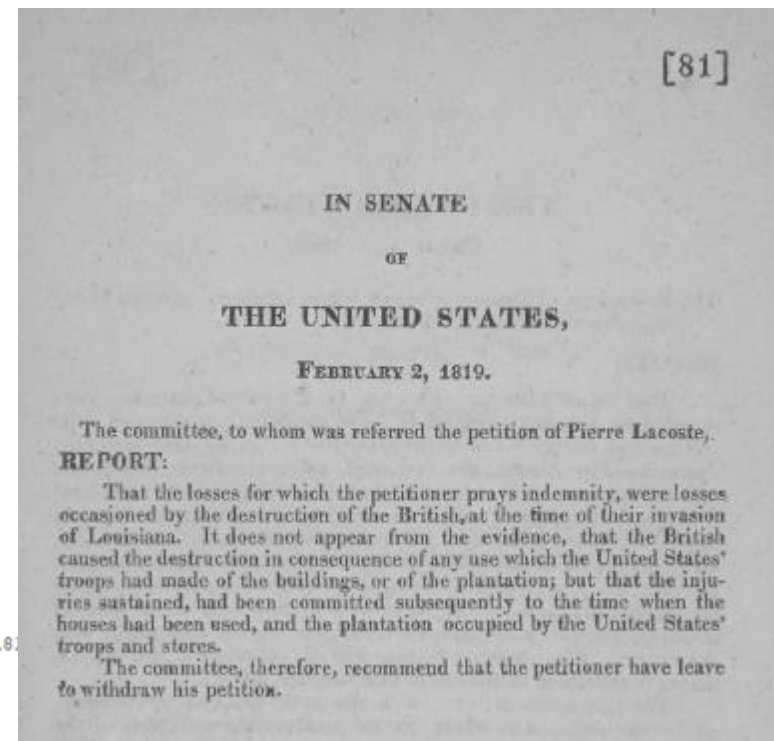 [81]
IN SENATE
OF
THE UNITED STATES,
FEBRUARY 2, 1819.
The committee, to whom was referred the petition of Pierre Lacoste,
REPORT:
That the losses for which the petitioner prays indemnity, were losses
occasioned by the destruction of the British, at the time of their invasion
of Louisiana. It does not appear from the evidence, that the British
caused the destruction in consequence of any use which the United States'
troops had made of the buildings, or of the plantation; but that the inju-
ries sustained, had been committed subsequently to the time when the
houses had been used, and the plantation occupied by the United States'
troops and stores.
The committee, therefore, recommend that the petitioner have leave
to withdraw his petition.